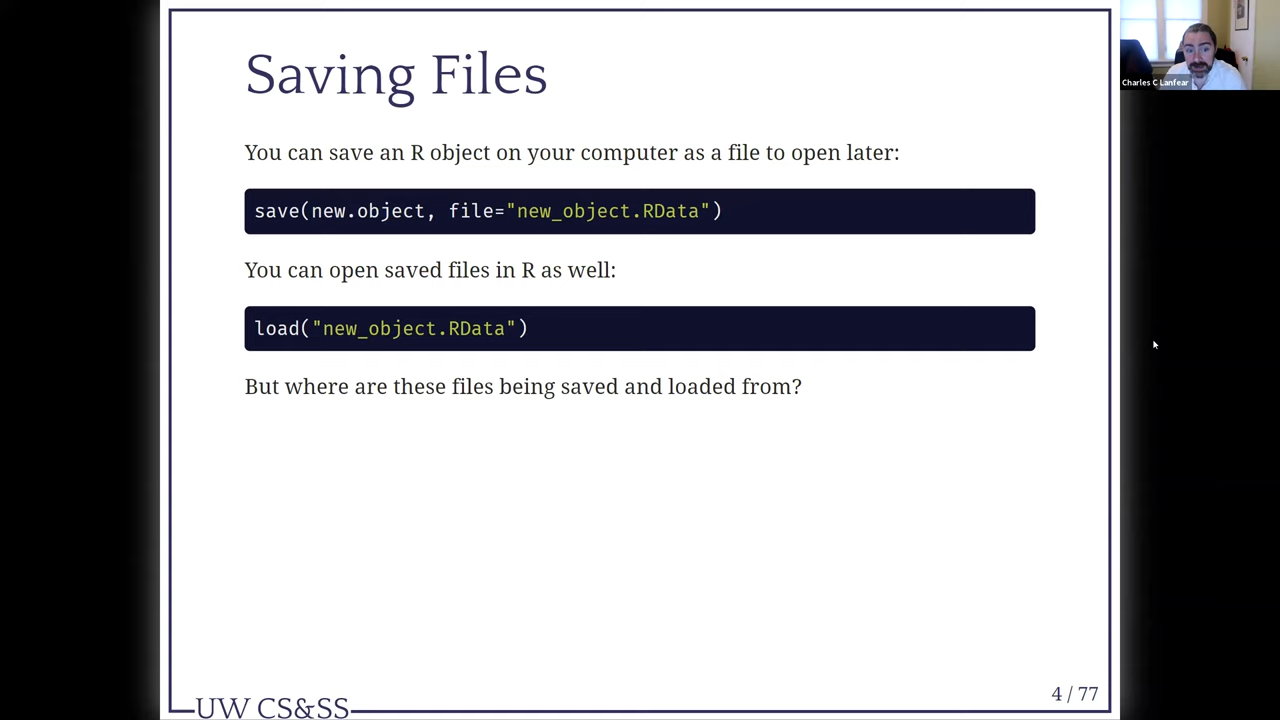 Saving Files
Charles C Lanfear
You can save an R object on your computer as a file to open later:
save(new.object, file="new_object.RData")
You can open saved files in R as well:
load("new_object.RData")
But where are these files being saved and loaded from?
4 / 77
UW CS&SS